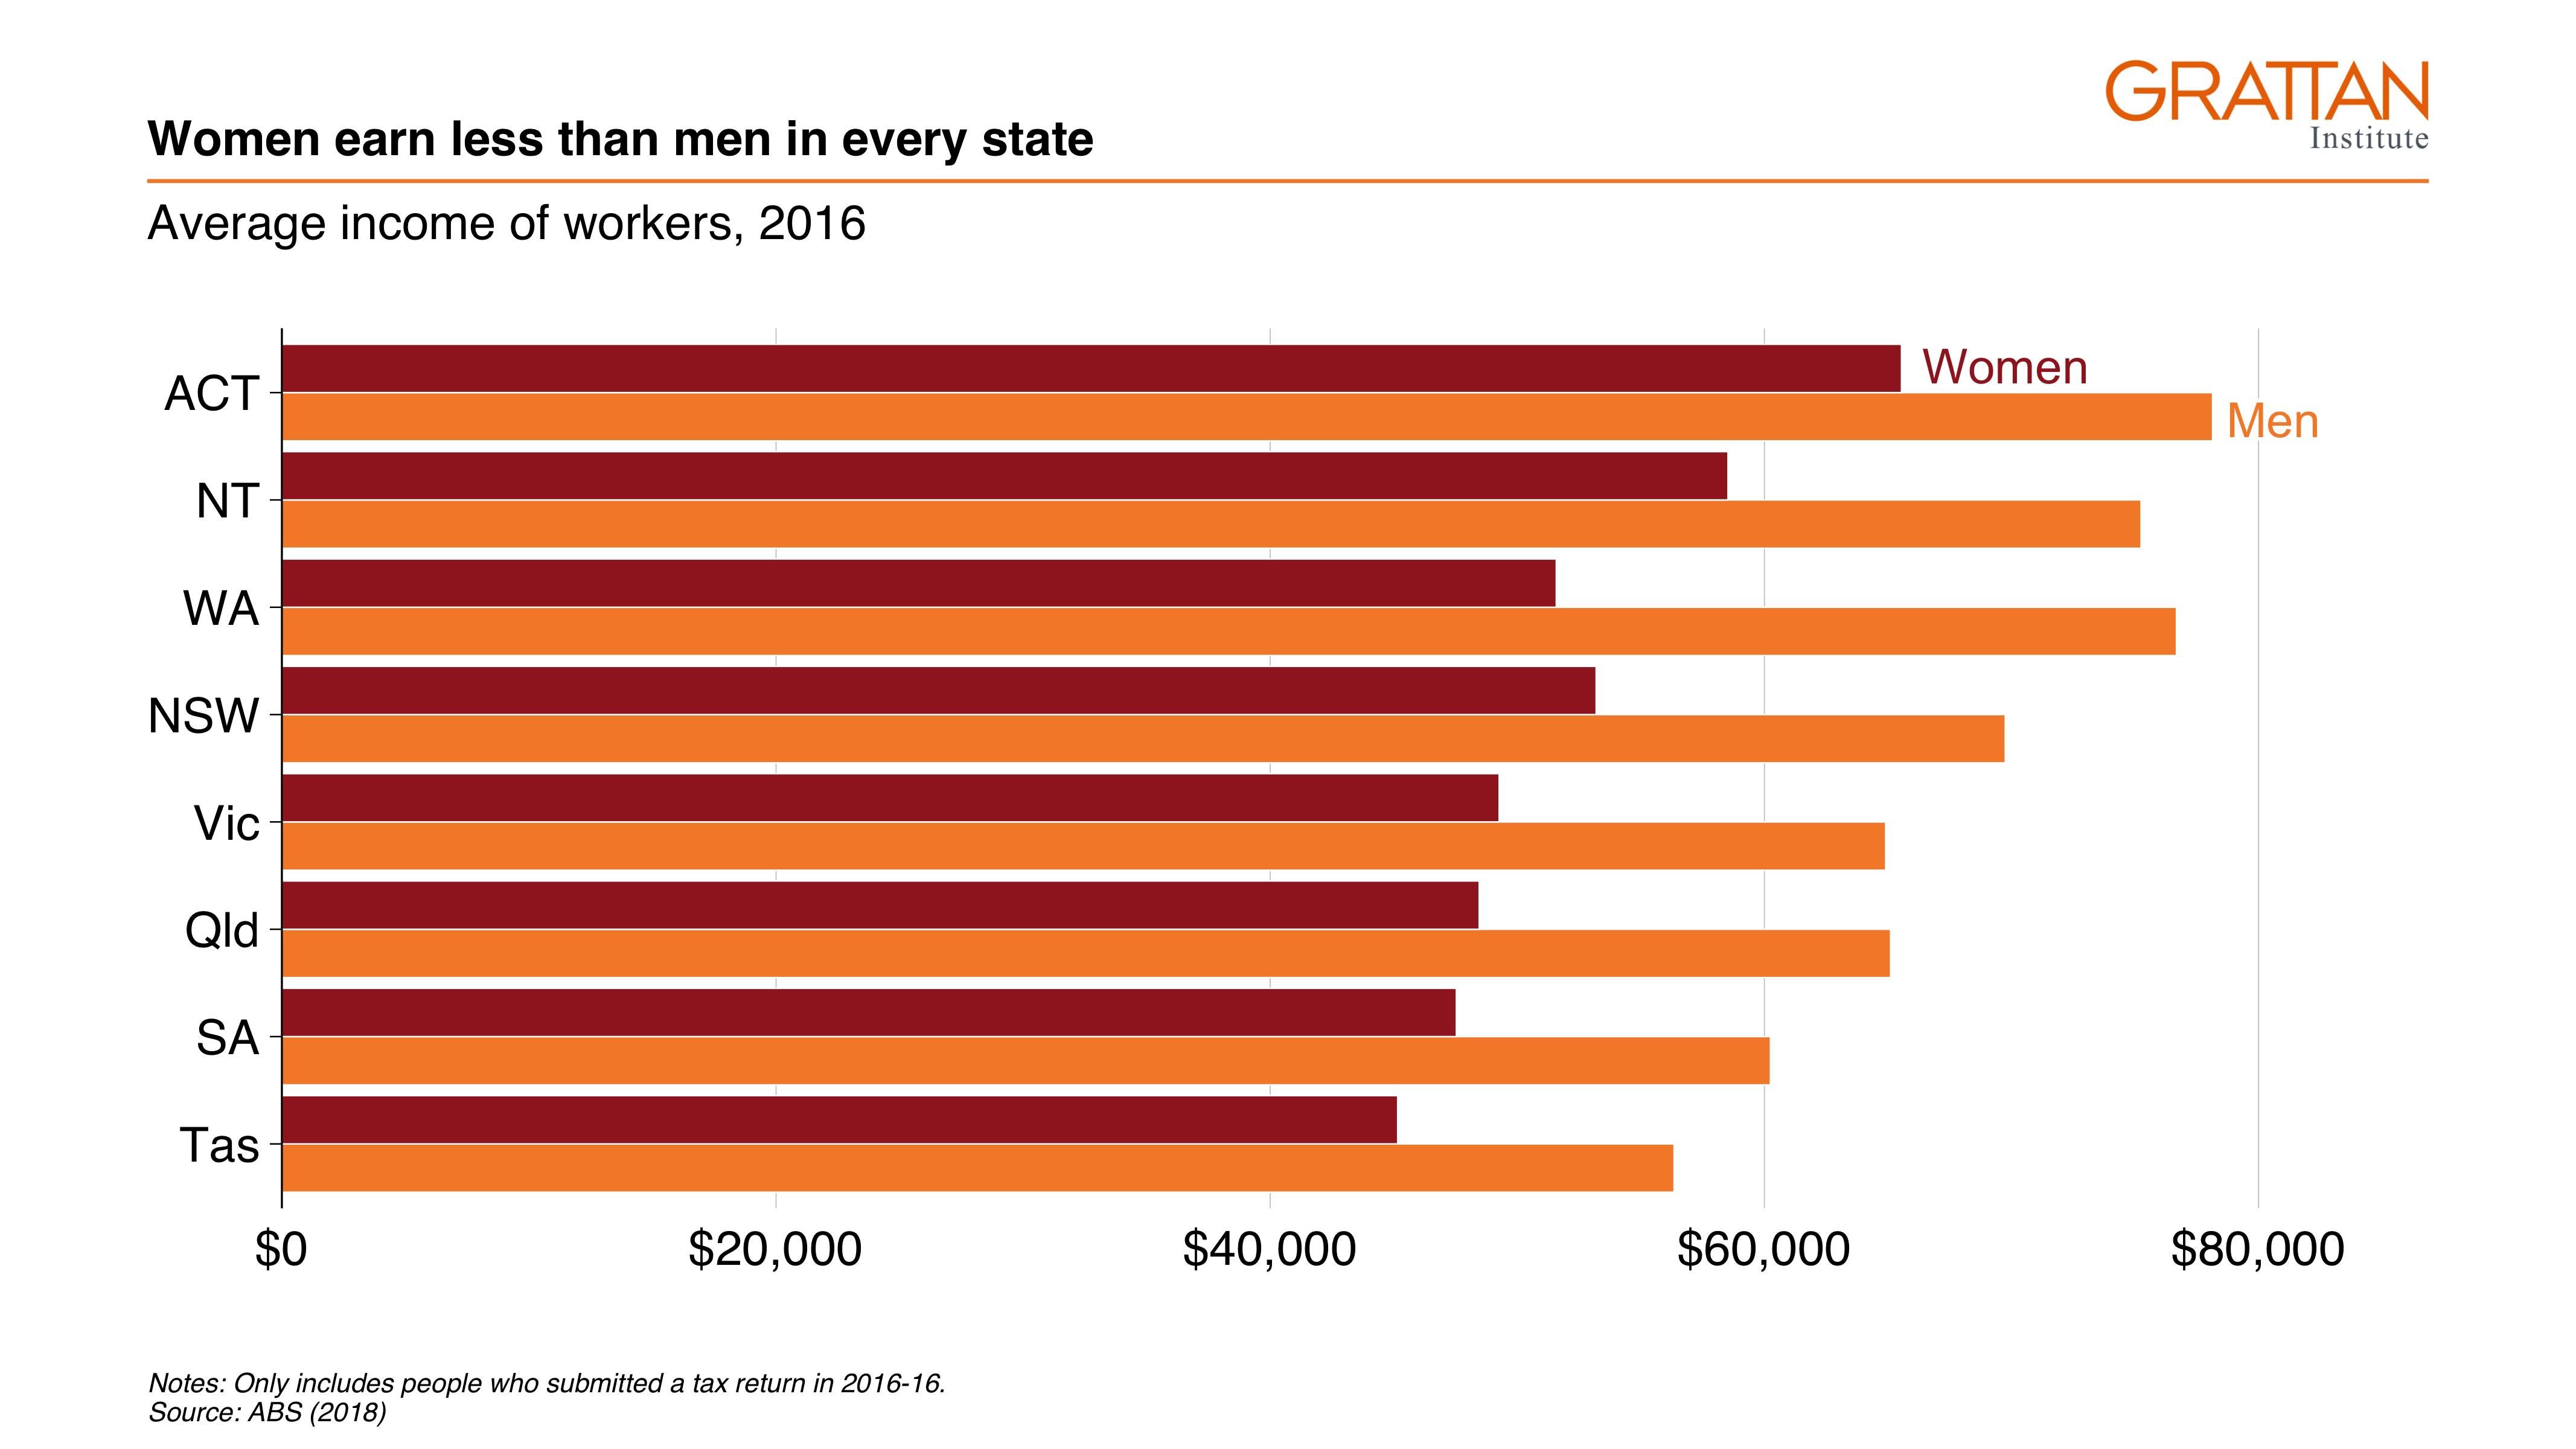 GRATTAN
Institute
Women earn less than men in every state
Average income of workers, 2016
ACT
Women
Men
NT
WA
NSW
Vic
Qld
SA
Tas
$0 $20,000 $40,000 $60,000 $80,000
Notes: Only includes people who submitted a tax return in 2016-16.
Source: ABS (2018)